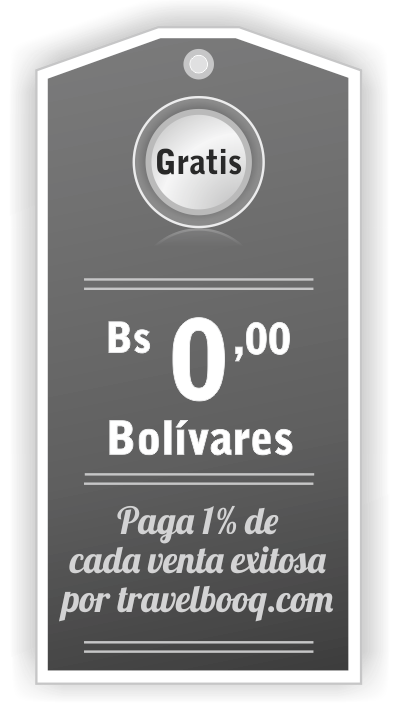 Gratis
Bs 0,00
Bolívares
Paga 1% de
cada venta exitosa
por travelbooq.com